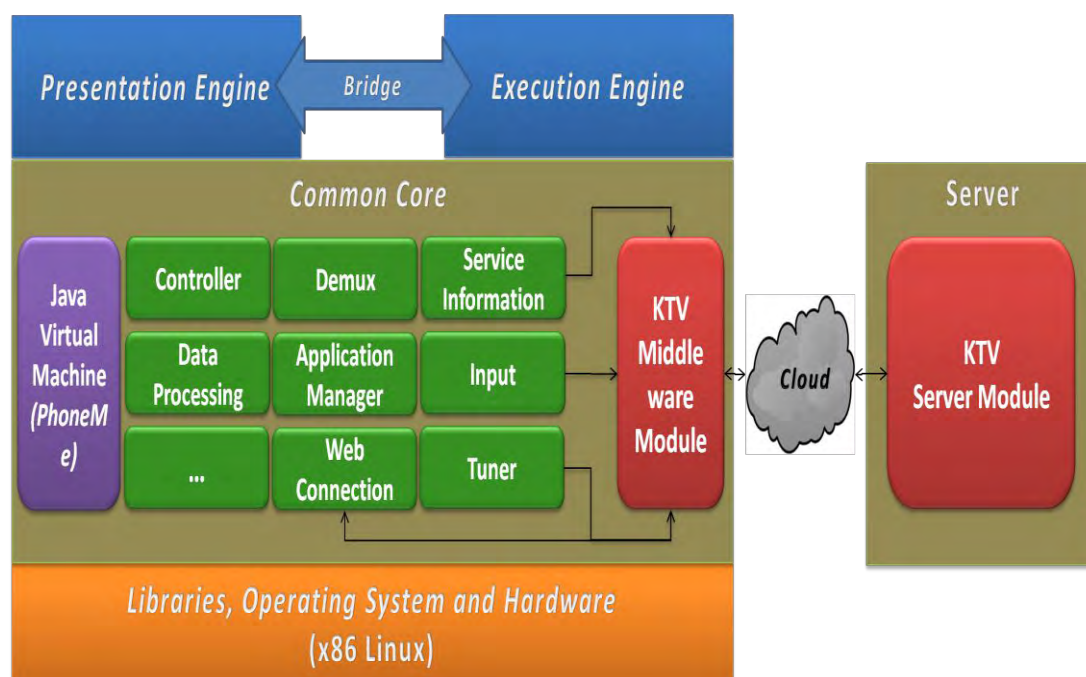 Presentation Engine
Bridge
Execution Engine
Common Core
Server
Java
Virtual
Machine
(PhoneM
e)
Controller
Demux
Service
Information
Data
Processing
Application
Manager
Input
...
Web
Connection
Tuner
KTV
Middle
ware
Module
Cloud
KTV
Server Module
Libraries, Operating System and Hardware
(x86 Linux)